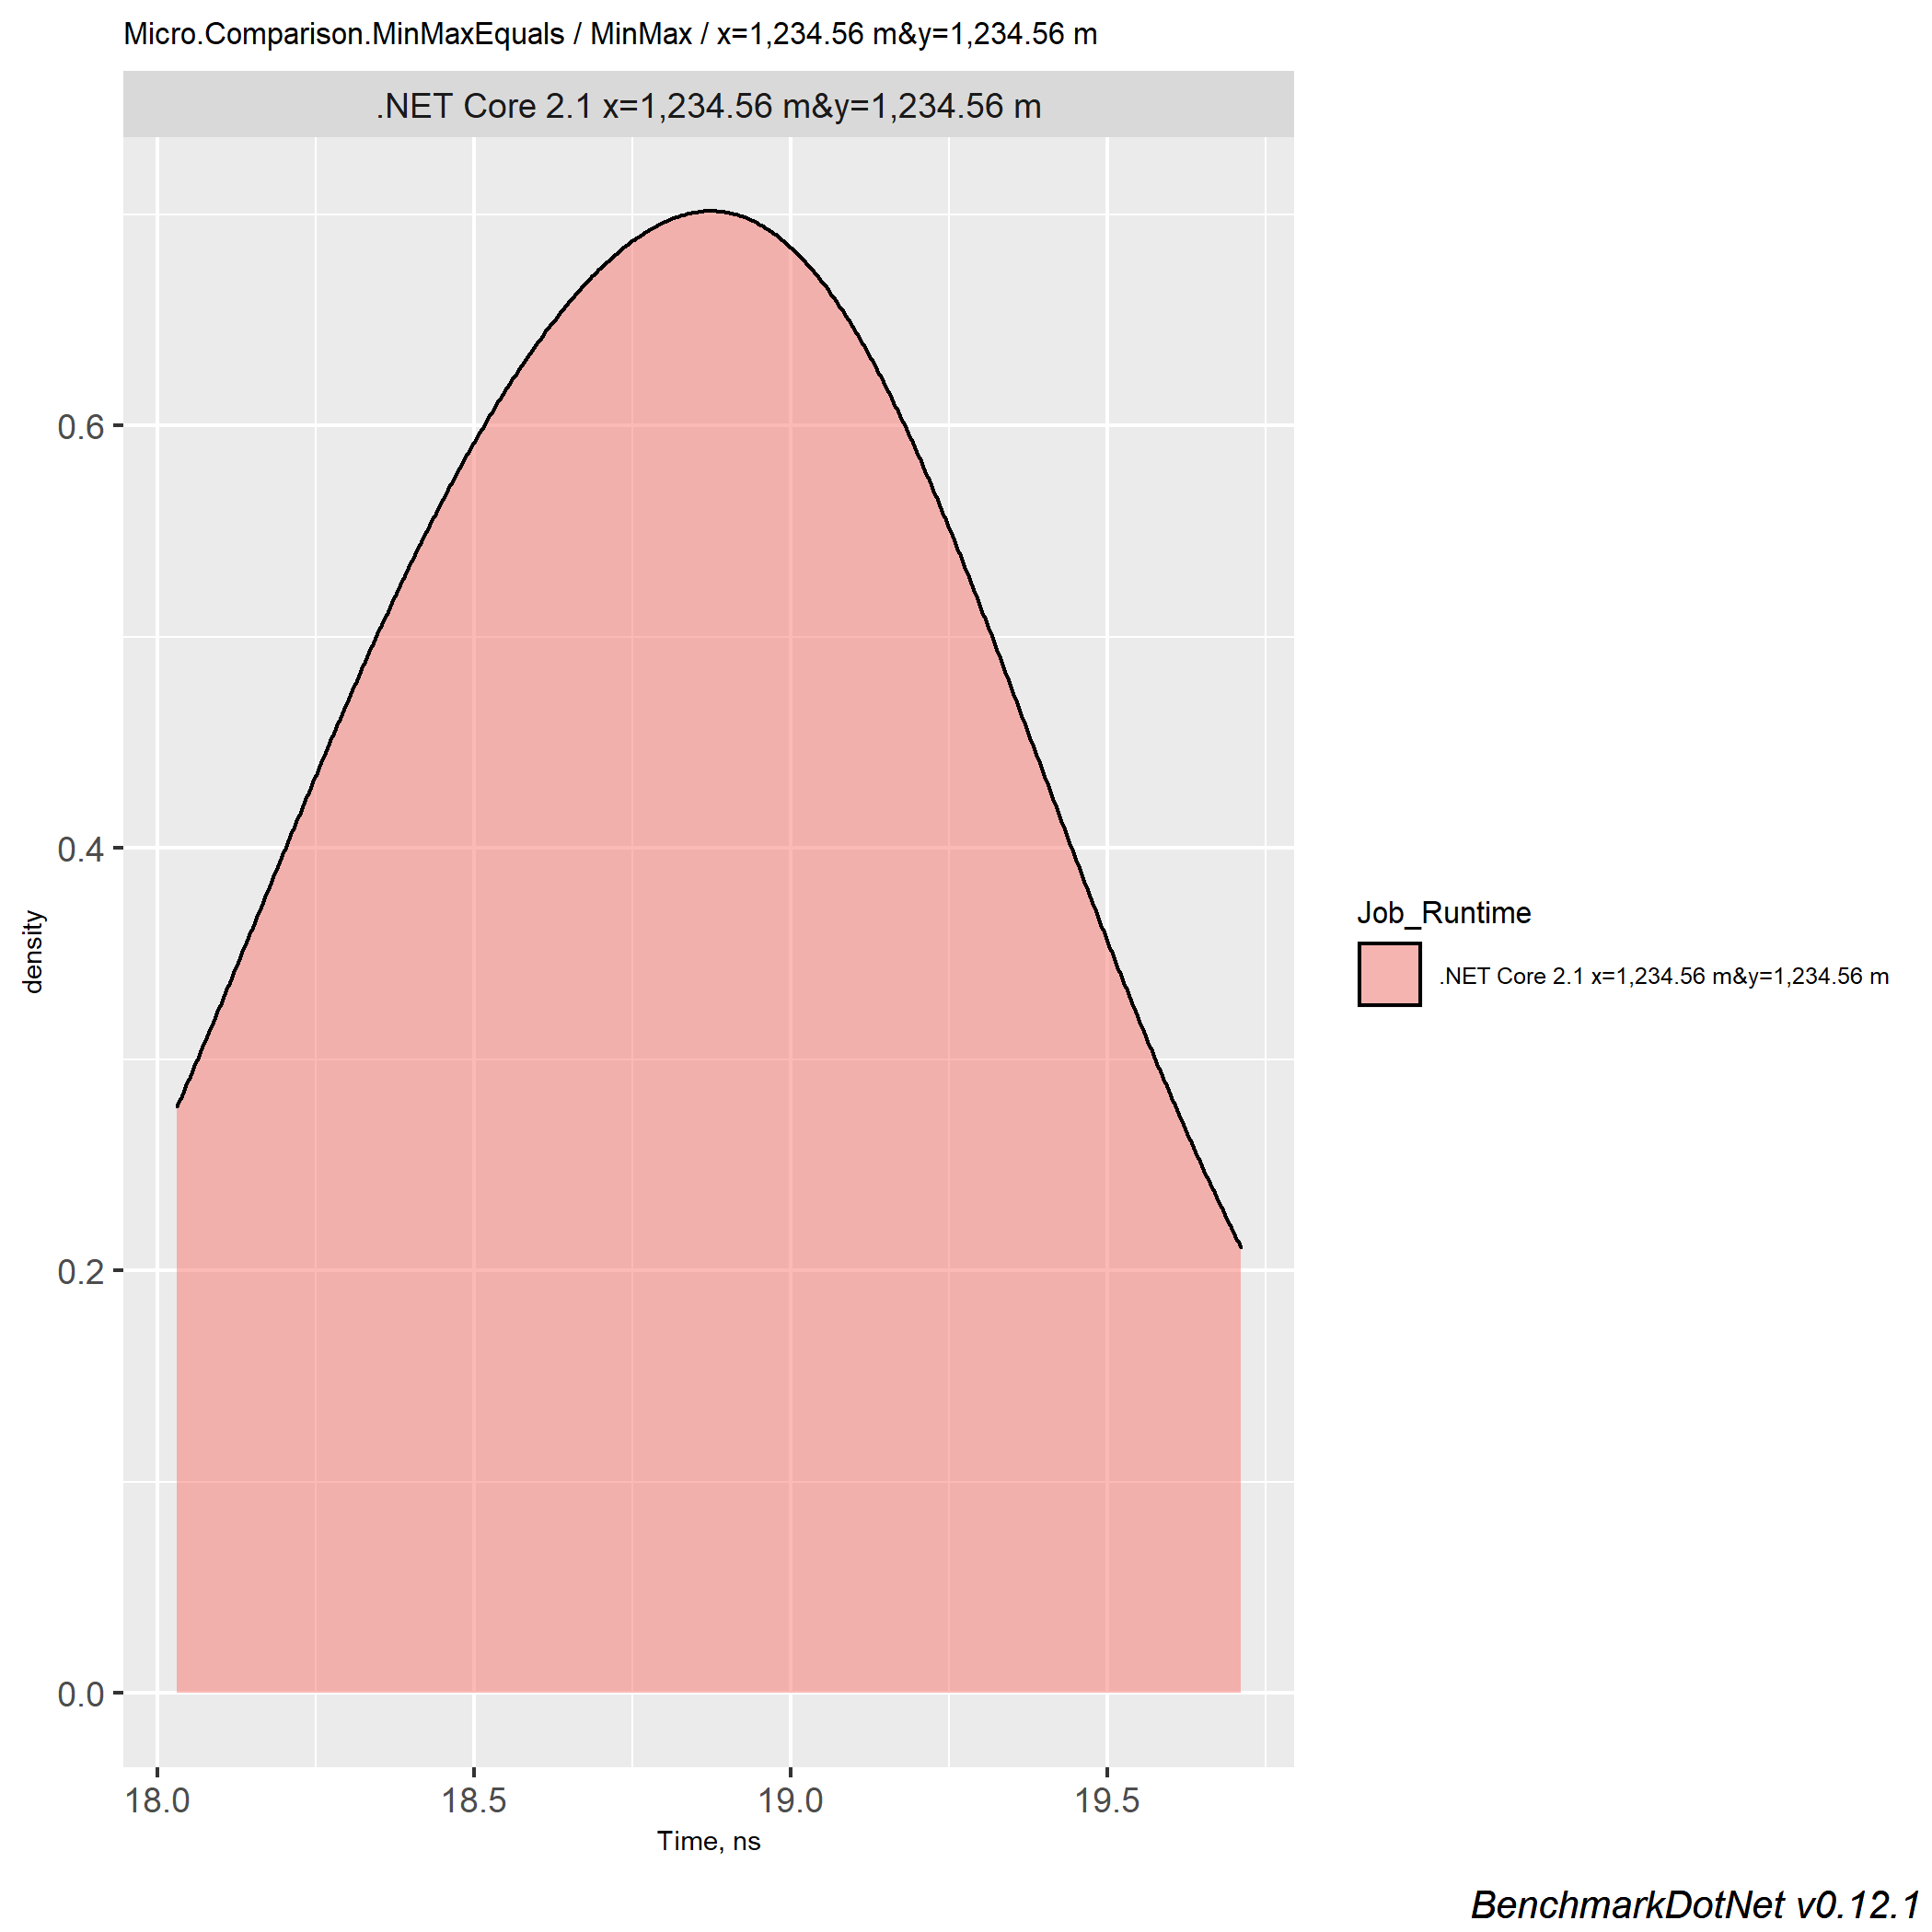 Micro.Comparison.MinMaxEquals / MinMax / x=1,234.56 m&y=1,234.56 m
.NET Core 2.1 x=1,234.56 m&y=1,234.56 m
0.6
0.4
0.2
0.0
density
18.0 18.5 19.0 19.5
Time, ns
Job_Runtime
.NET Core 2.1 x=1,234.56 m&y=1,234.56 m
BenchmarkDotNet v0.12.1